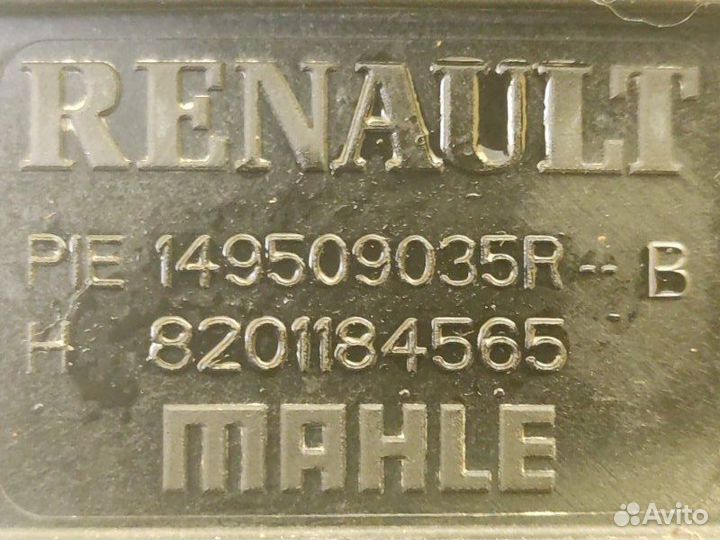 RENAULT
PIE 149509035R-- B
H 8201184565
MAHLE
Avito